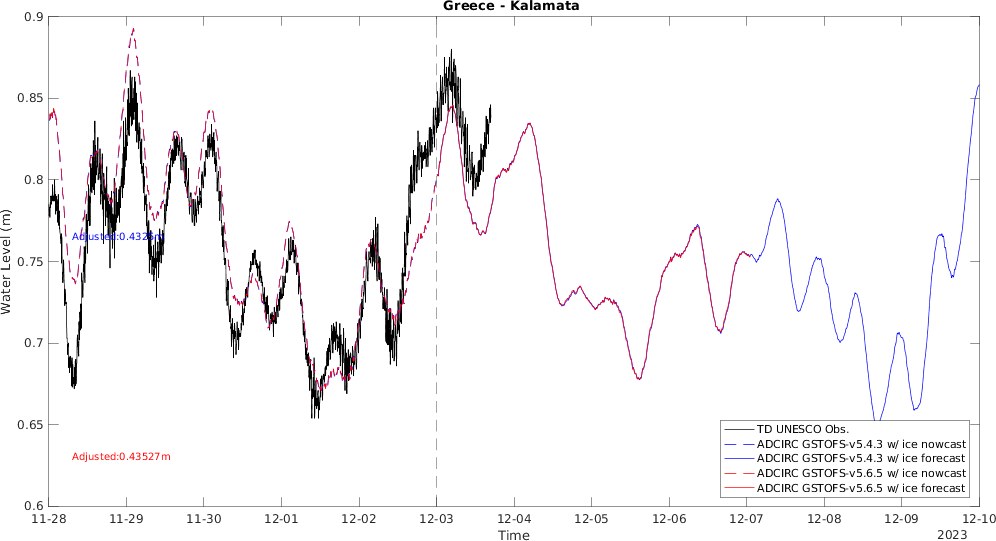 Greece - Kalamata
0.9
0.85
0.8
0.75
0.7
0.65
0.6
Water Level (m)
Adjusted:0.43527m
TD UNESCO Obs.
ADCIRC GSTOFS-v5.4.3 w/ ice nowcast
ADCIRC GSTOFS-v5.4.3 w/ ice forecast
ADCIRC GSTOFS-v5.6.5 w/ ice nowcast
ADCIRC GSTOFS-v5.6.5 w/ ice forecast
11-28 11-29 11-30 12-01 12-02 12-03 12-04 12-05 12-06 12-07 12-08 12-09 12-10
Time
2023